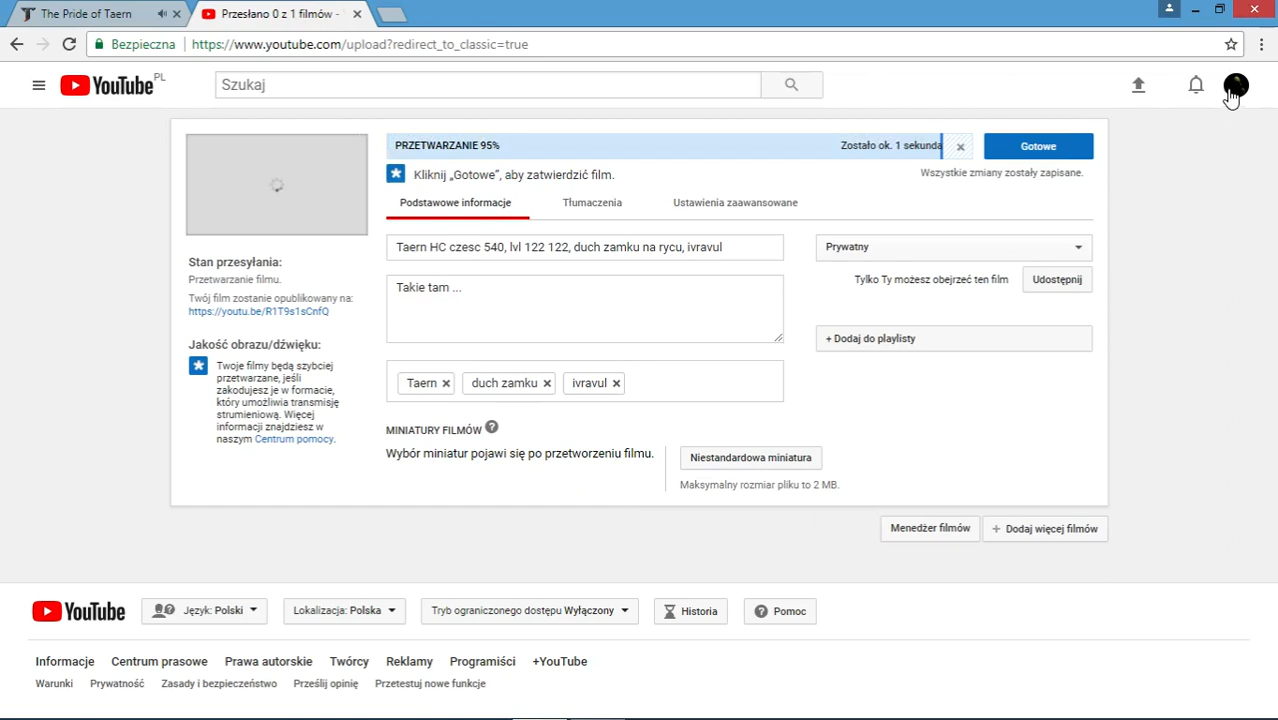 The Pride of Taern
Przesłano 0 z 1 filmów -
Bezpieczna
https://www.youtube.com/upload?redirect_to_classic=true
YouTube PL
Szukaj
PRZETWARZANIE 95%
Zostało ok. 1 sekunda
Gotowe
Kliknij „Gotowe”, aby zatwierdzić film.
Wszystkie zmiany zostały zapisane.
Podstawowe informacje
Tłumaczenia
Ustawienia zaawansowane
Taern HC czesc 540, lvl 122 122, duch zamku na rycu, ivravul
Prywatny
Stan przesyłania:
Przetwarzanie filmu.
Twój film zostanie opublikowany na:
https://youtu.be/R1T9s1sCnfQ
Takie tam ...
Tylko Ty możesz obejrzeć ten film
Udostępnij
+ Dodaj do playlisty
Jakość obrazu/dźwięku:
Twoje filmy będą szybciej
przetwarzane, jeśli
zakodujesz je w formacie,
który umożliwia transmisję
strumieniową. Więcej
informacji znajdziesz w
naszym Centrum pomocy.
Taern
duch zamku
ivravul
MINIATURY FILMÓW
Wybór miniatur pojawi się po przetworzeniu filmu.
Niestandardowa miniatura
Maksymalny rozmiar pliku to 2 MB.
Menedżer filmów
+ Dodaj więcej filmów
YouTube
Język: Polski
Lokalizacja: Polska
Tryb ograniczonego dostępu Wyłączony
Historia
Pomoc
Informacje
Centrum prasowe
Prawa autorskie
Twórcy
Reklamy
Programiści
+YouTube
Warunki
Prywatność
Zasady i bezpieczeństwo
Prześlij opinię
Przetestuj nowe funkcje